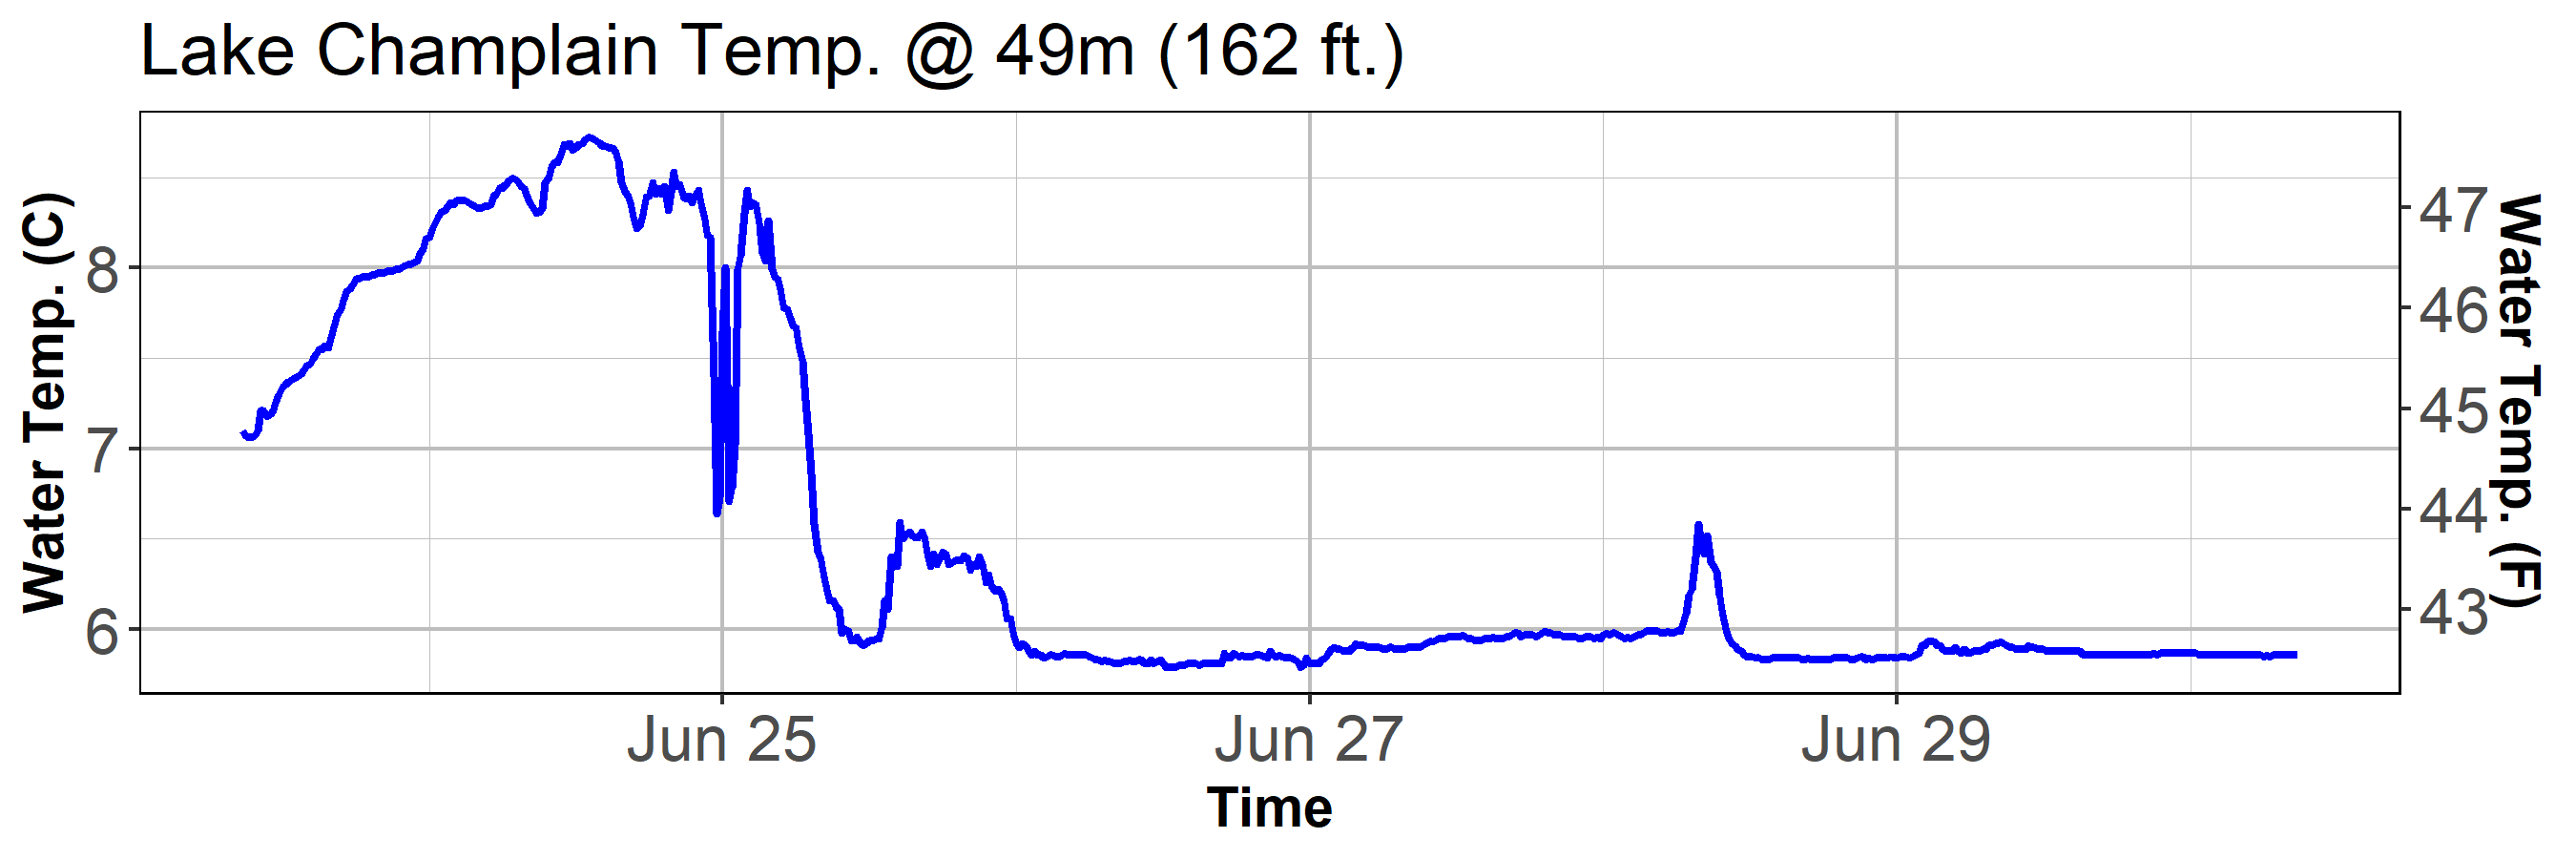 Lake Champlain Temp. @ 49m (162 ft.)
Water Temp. (C)
8
7
6
47
46
45
44
43
Water Temp. (F)
Jun 25
Jun 27
Jun 29
Time